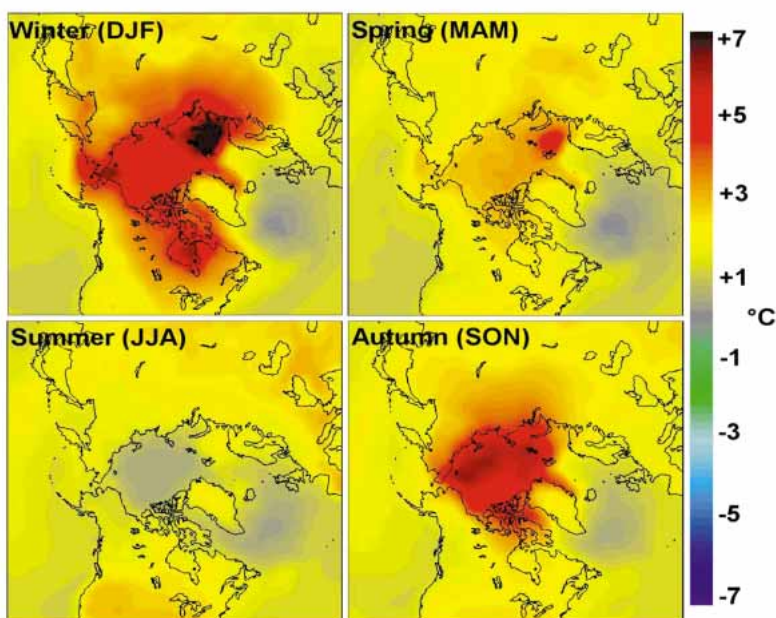 Winter (DJF)
Spring (MAM)
Summer (JJA)
Autumn (SON)
+7
+5
+3
+1
°C
-1
-3
-5
-7